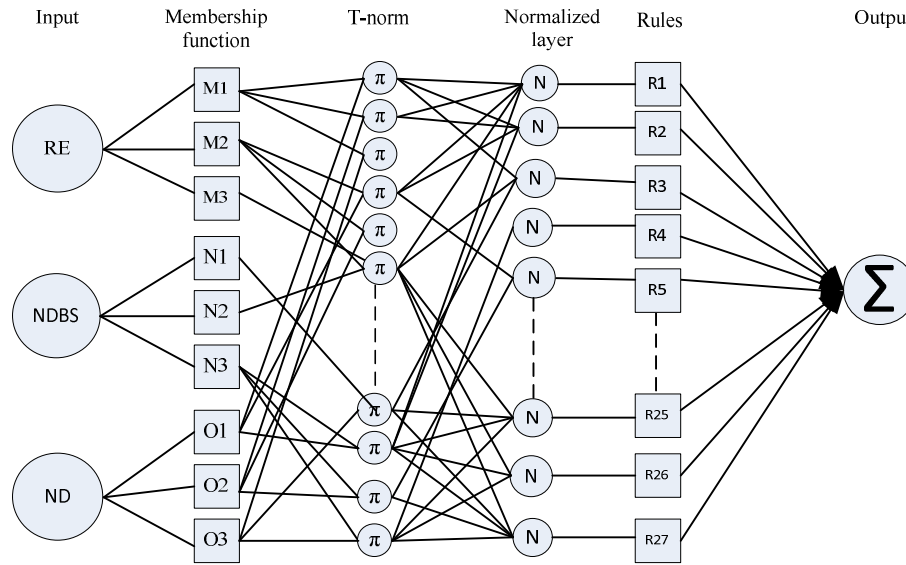 Input
Membership
function
T-norm
Normalized
layer
Rules
Output
RE
NDBS
ND
M1
M2
M3
N1
N2
N3
O1
O2
O3
π
π
π
π
π
π
π
π
π
π
N
N
N
N
N
N
N
N
R1
R2
R3
R4
R5
R25
R26
R27
Σ